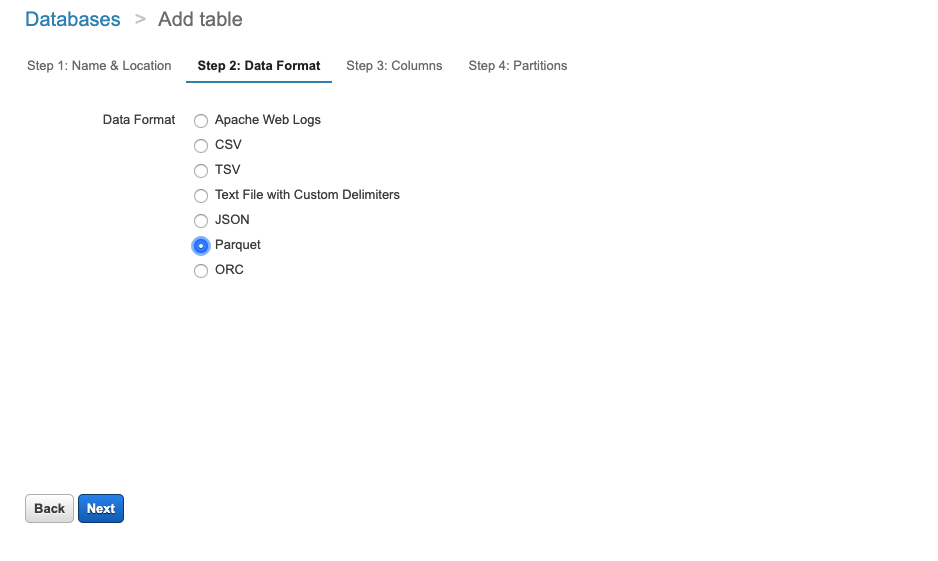 Databases > Add table
Step 1: Name & Location Step 2: Data Format Step 3: Columns Step 4: Partitions
Data Format Apache Web Logs
CSV
TSV
Text File with Custom Delimiters
JSON
Parquet
ORC
Back Next